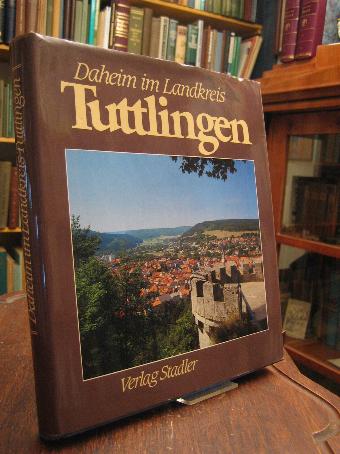 Daheim im Landkreis
Tuttlingen
Verlag Stadler
Daheim im Landkreis Tuttlingen